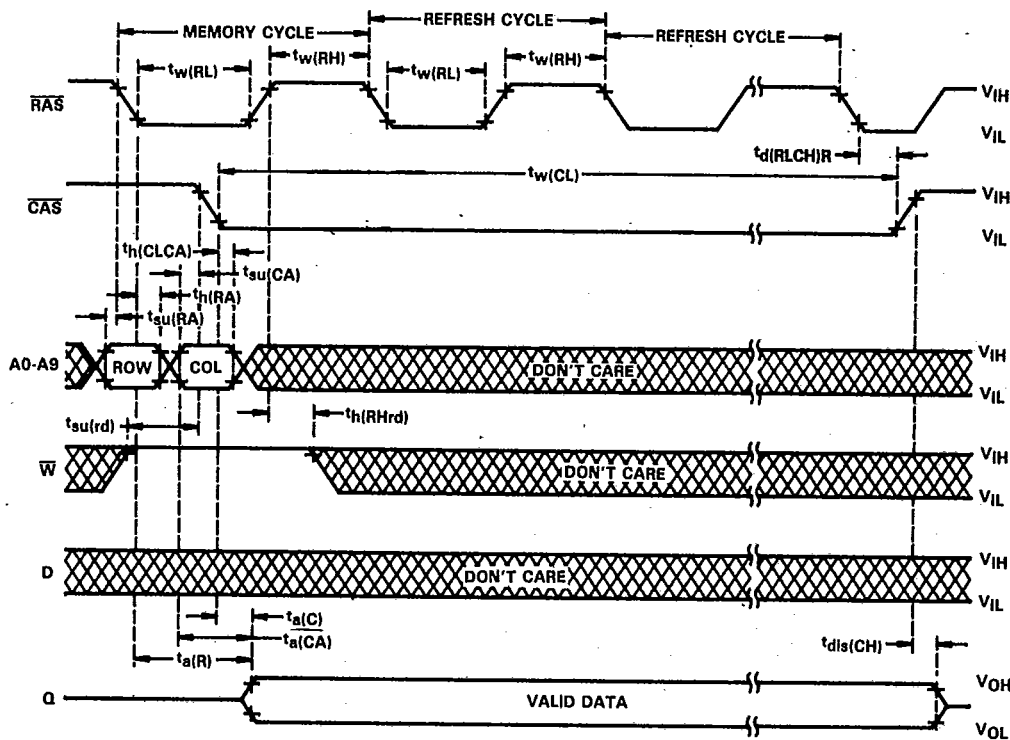 REFRESH CYCLE
MEMORY CYCLE
REFRESH CYCLE
tw(RL)
tw(RH)
tw(RL)
tw(RH)
RAS
VIH
VIL
td(RLCH)R
tw(CL)
CAS
VIH
VIL
th(CLCA)
tsu(CA)
th(RA)
tsu(RA)
A0-A9
ROW
COL
DON'T CARE
VIH
VIL
tsu(rd)
th(RHrd)
W
DON'T CARE
VIH
VIL
D
DON'T CARE
VIH
VIL
ta(C)
ta(CA)
ta(R)
tdis(CH)
Q
VALID DATA
VOH
VOL